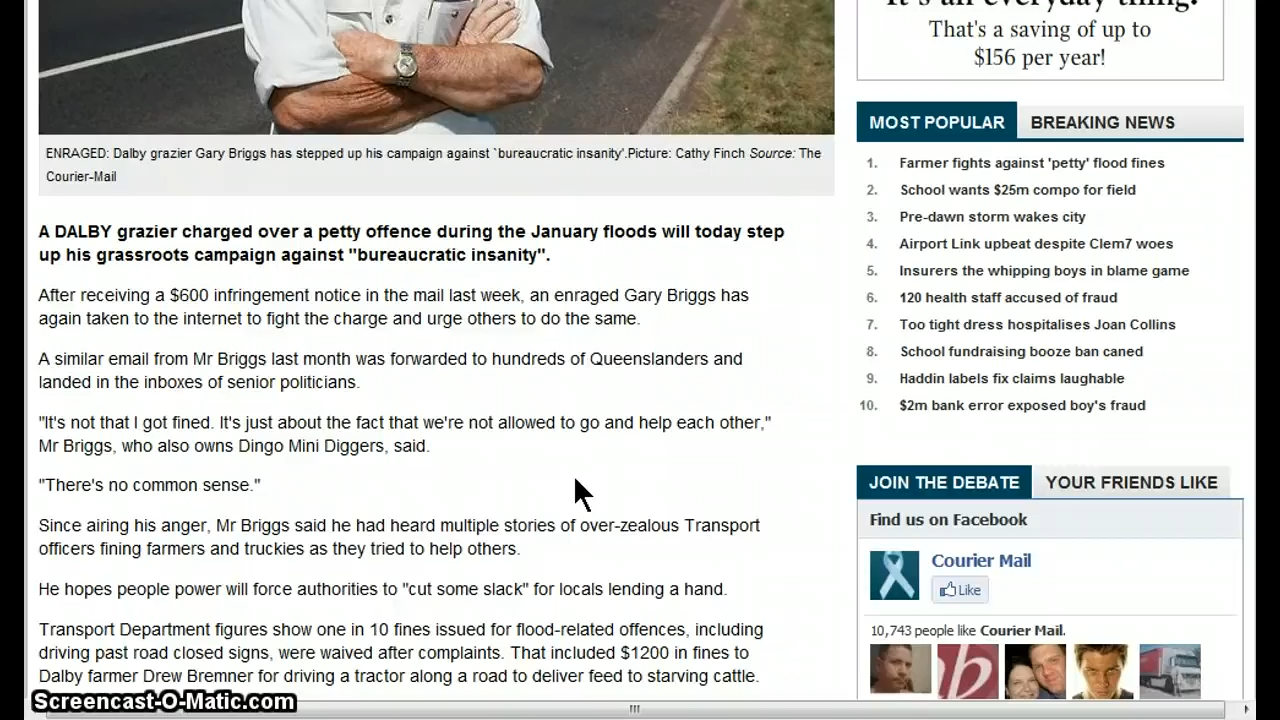 It's an everyday thing!
That's a saving of up to
$156 per year!
ENRAGED: Dalby grazier Gary Briggs has stepped up his campaign against `bureaucratic insanity'.Picture: Cathy Finch Source: The
Courier-Mail
A DALBY grazier charged over a petty offence during the January floods will today step
up his grassroots campaign against "bureaucratic insanity".
After receiving a $600 infringement notice in the mail last week, an enraged Gary Briggs has
again taken to the internet to fight the charge and urge others to do the same.
A similar email from Mr Briggs last month was forwarded to hundreds of Queenslanders and
landed in the inboxes of senior politicians.
"It's not that I got fined. It's just about the fact that we're not allowed to go and help each other,"
Mr Briggs, who also owns Dingo Mini Diggers, said.
"There's no common sense."
Since airing his anger, Mr Briggs said he had heard multiple stories of over-zealous Transport
officers fining farmers and truckies as they tried to help others.
He hopes people power will force authorities to "cut some slack" for locals lending a hand.
Transport Department figures show one in 10 fines issued for flood-related offences, including
driving past road closed signs, were waived after complaints. That included $1200 in fines to
Dalby farmer Drew Bremner for driving a tractor along a road to deliver feed to starving cattle.
MOST POPULAR BREAKING NEWS
1. Farmer fights against 'petty' flood fines
2. School wants $25m compo for field
3. Pre-dawn storm wakes city
4. Airport Link upbeat despite Clem7 woes
5. Insurers the whipping boys in blame game
6. 120 health staff accused of fraud
7. Too tight dress hospitalises Joan Collins
8. School fundraising booze ban caned
9. Haddin labels fix claims laughable
10. $2m bank error exposed boy's fraud
JOIN THE DEBATE YOUR FRIENDS LIKE
Find us on Facebook
Courier Mail
Like
10,743 people like Courier Mail.
b
Screencast-O-Matic.com